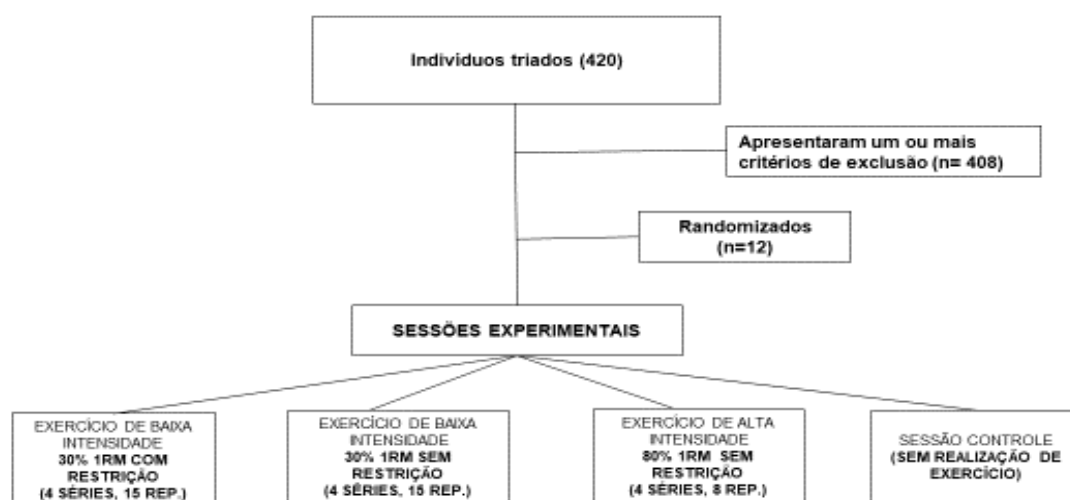 Indivíduos triados (420)
Apresentaram um ou mais
critérios de exclusão (n= 408)
Randomizados
(n=12)
SESSÕES EXPERIMENTAIS
EXERCÍCIO DE BAIXA
INTENSIDADE
30% 1RM COM
RESTRIÇÃO
(4 SÉRIES, 15 REP.)
EXERCÍCIO DE BAIXA
INTENSIDADE
30% 1RM SEM
RESTRIÇÃO
(4 SÉRIES, 15 REP.)
EXERCÍCIO DE ALTA
INTENSIDADE
80% 1RM SEM
RESTRIÇÃO
(4 SÉRIES, 8 REP.)
SESSÃO CONTROLE
(SEM REALIZAÇÃO DE
EXERCÍCIO)